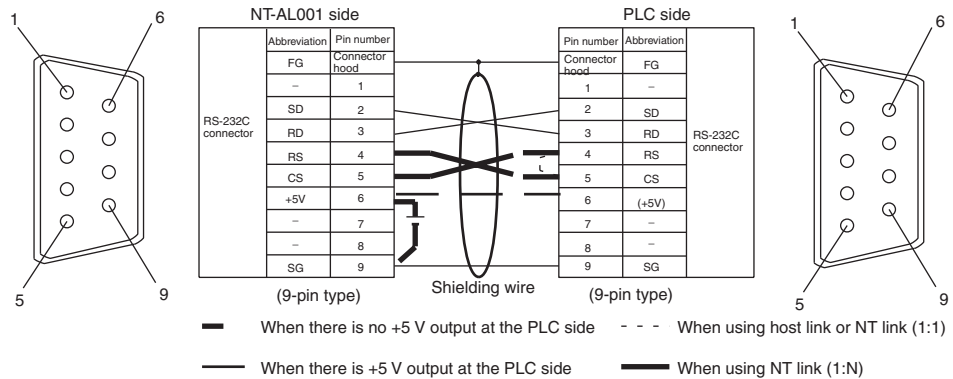 NT-AL001 side PLC side
1 6 1 6
Abbreviation Pin number Pin number Abbreviation
FG Connector hood Connector hood FG
– 1 1 –
SD 2 2 SD
RS-232C connector RD 3 3 RD RS-232C connector
RS 4 4 RS
CS 5 5 CS
+5V 6 6 (+5V)
– 7 7 –
– 8 8 –
SG 9 9 SG
5 9 5 9
(9-pin type) Shielding wire (9-pin type)
When there is no +5 V output at the PLC side When using host link or NT link (1:1)
When there is +5 V output at the PLC side When using NT link (1:N)